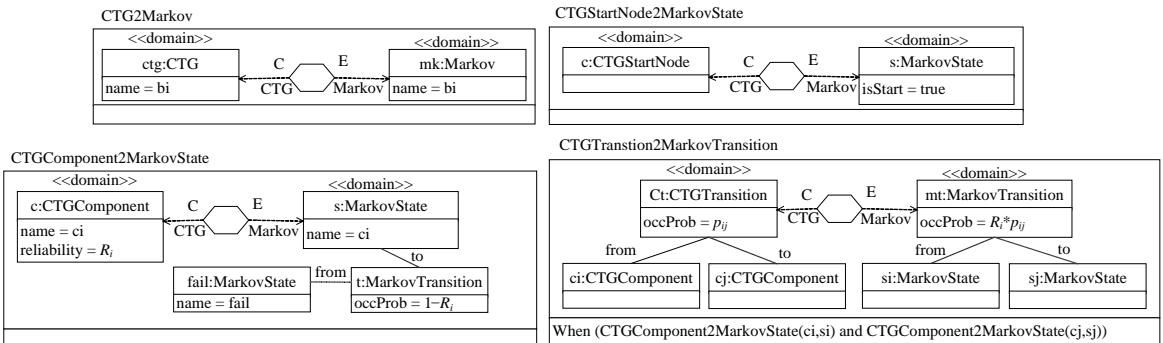 CTG2Markov
<<domain>>
ctg:CTG
name = bi
C
E
CTG
Markov
<<domain>>
mk:Markov
name = bi
CTGStartNode2MarkovState
<<domain>>
c:CTGStartNode
C
E
CTG
Markov
<<domain>>
s:MarkovState
isStart = true
CTGComponent2MarkovState
<<domain>>
c:CTGComponent
name = ci
reliability = Ri
C
E
CTG
Markov
<<domain>>
s:MarkovState
name = ci
to
fail:MarkovState
name = fail
from
t:MarkovTransition
occProb = 1−Ri
CTGTranstion2MarkovTransition
<<domain>>
Ct:CTGTransition
occProb = pij
C
E
CTG
Markov
<<domain>>
mt:MarkovTransition
occProb = Ri*pij
from
to
from
to
ci:CTGComponent
cj:CTGComponent
si:MarkovState
sj:MarkovState
When (CTGComponent2MarkovState(ci,si) and CTGComponent2MarkovState(cj,sj))